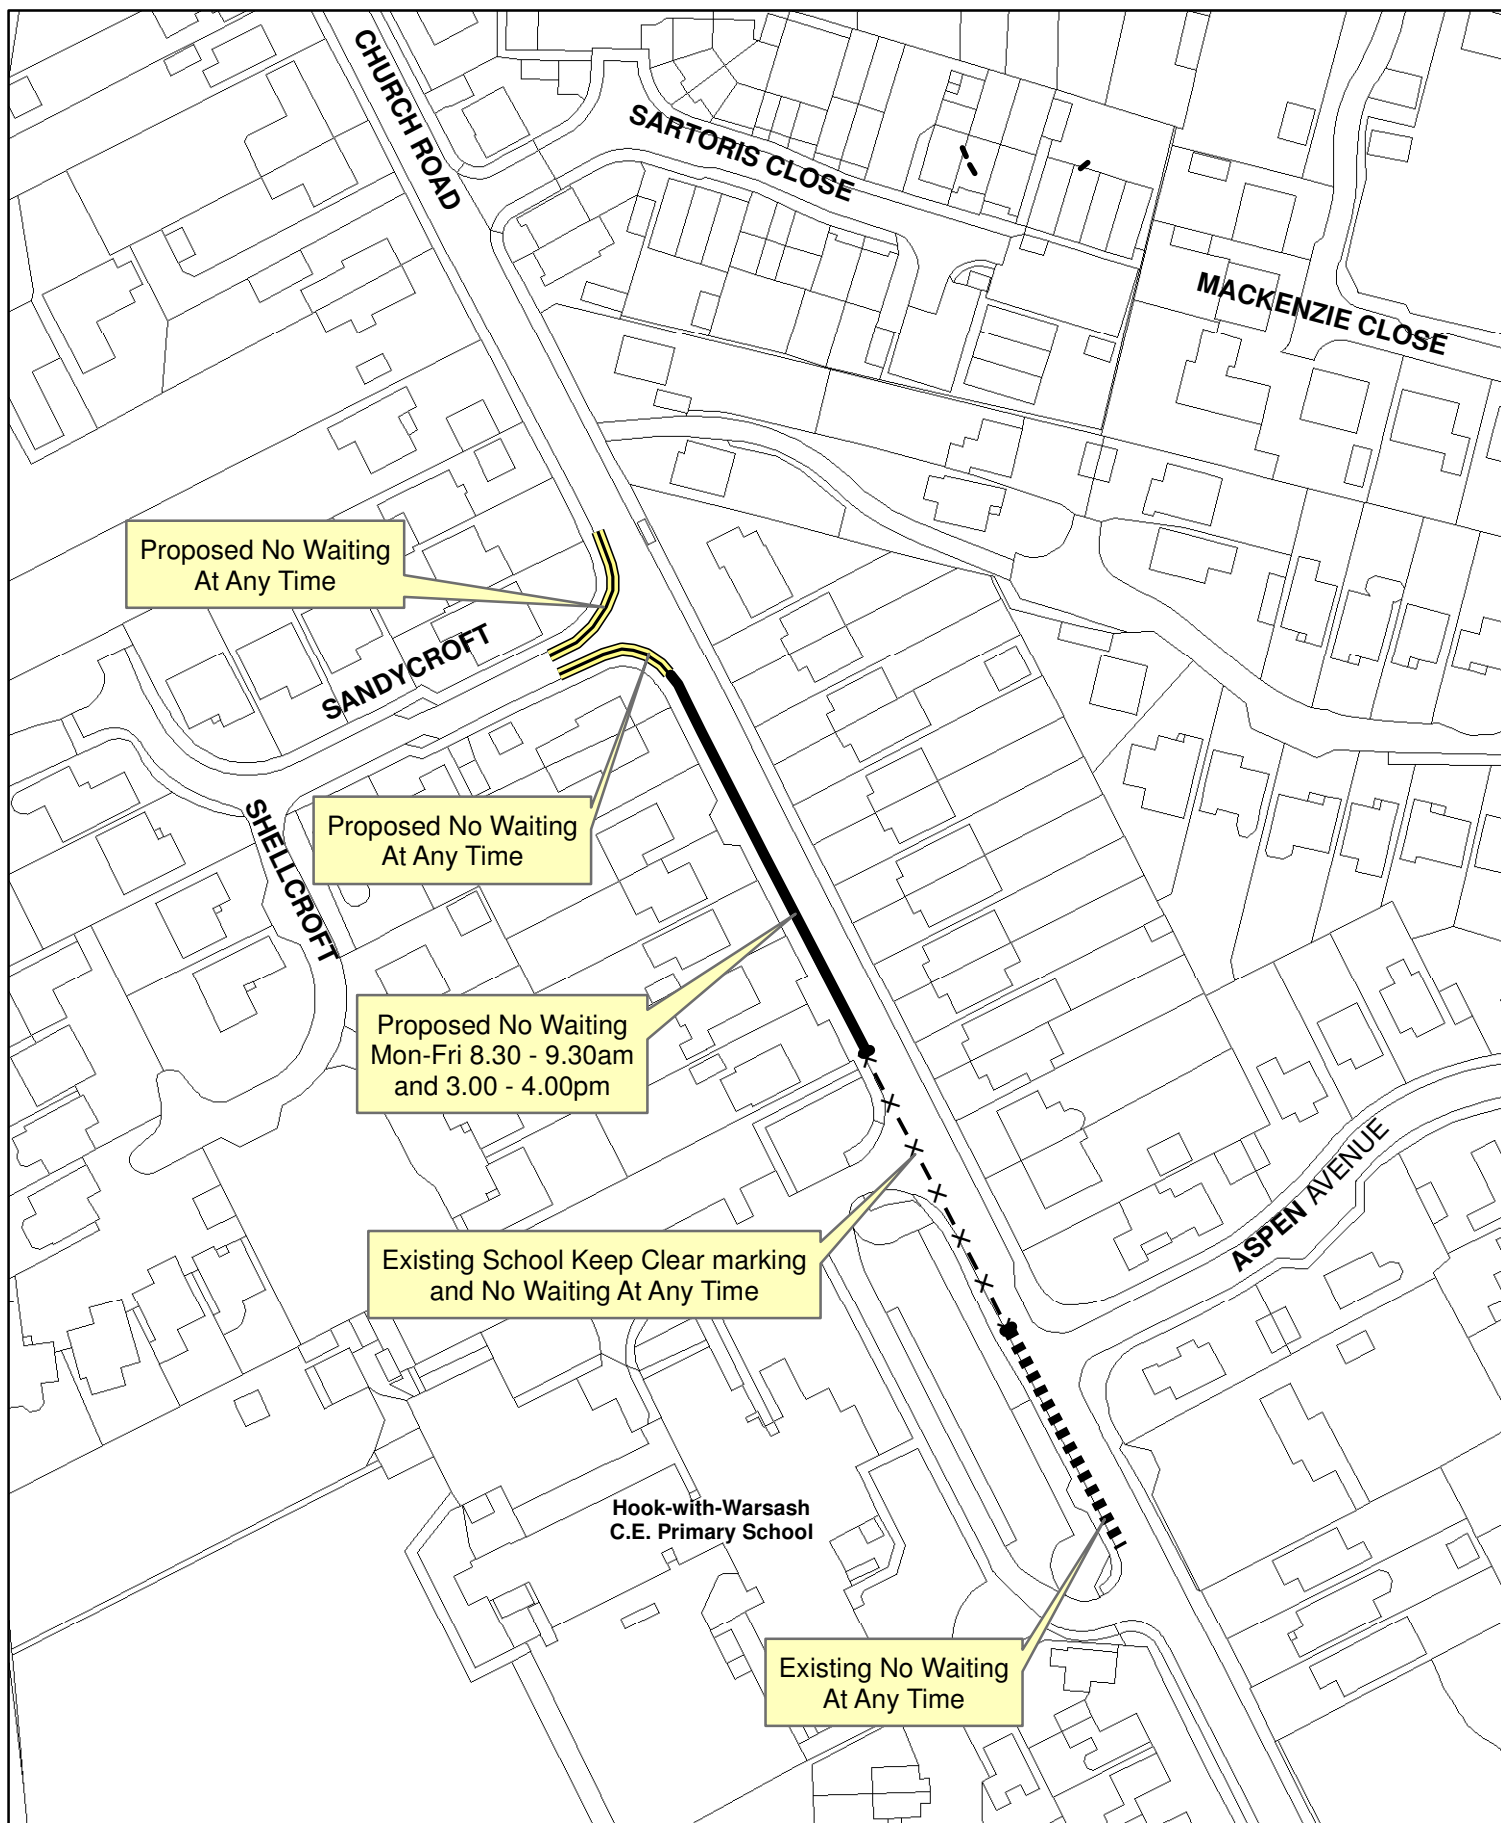 CHURCH ROAD
SARTORIS CLOSE
MACKENZIE CLOSE
Proposed No Waiting
At Any Time
SANDYCROFT
Proposed No Waiting
At Any Time
SHELLCROFT
Proposed No Waiting
Mon-Fri 8.30 - 9.30am
and 3.00 - 4.00pm
ASPEN AVENUE
Existing School Keep Clear marking
and No Waiting At Any Time
Hook-with-Warsash
C.E. Primary School
Existing No Waiting
At Any Time